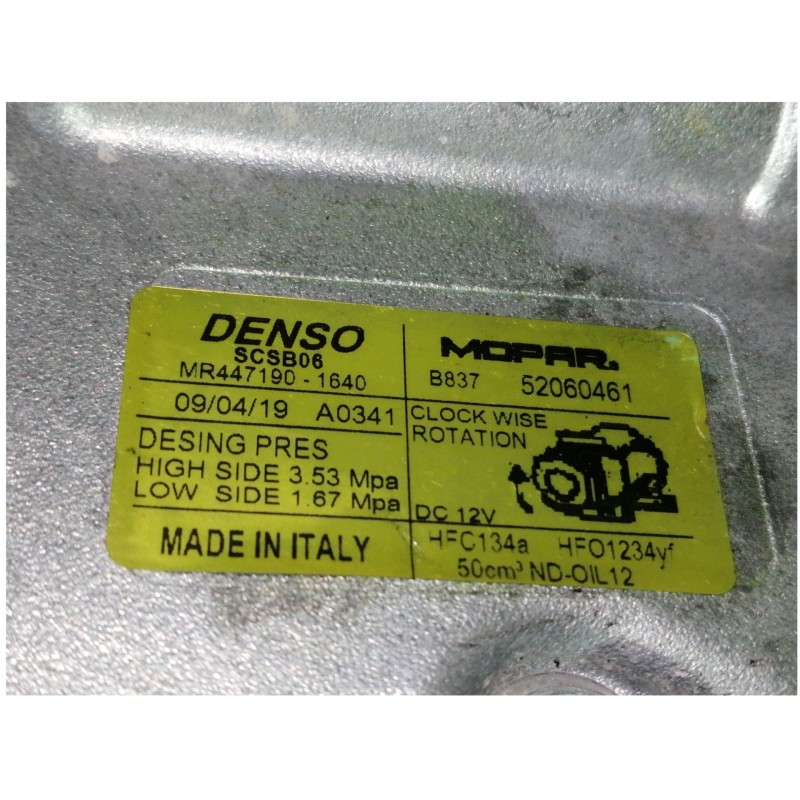 DENSO
SCSB06
MR447190-1640
09/04/19 A0341
DESING PRES
HIGH SIDE 3.53 Mpa
LOW SIDE 1.67 Mpa
MADE IN ITALY
MOPAR.
B837 52060461
CLOCK WISE
ROTATION
DC 12V
HFC134a HFO1234yf
50cm³ ND-OIL12